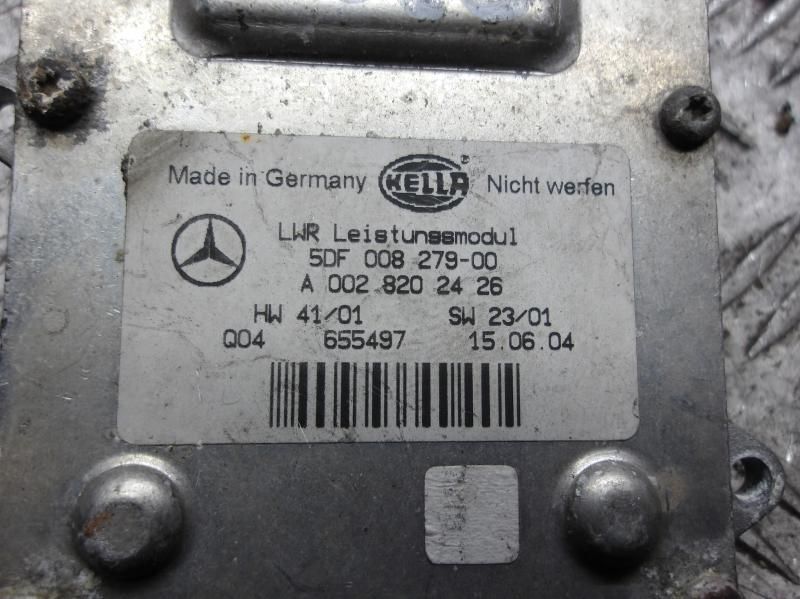 Made in Germany HELLA ® Nicht werfen
LWR Leistungsmodul
5DF 008 279-00
A 002 820 24 26
HW 41/01 SW 23/01
Q04 655497 15.06.04